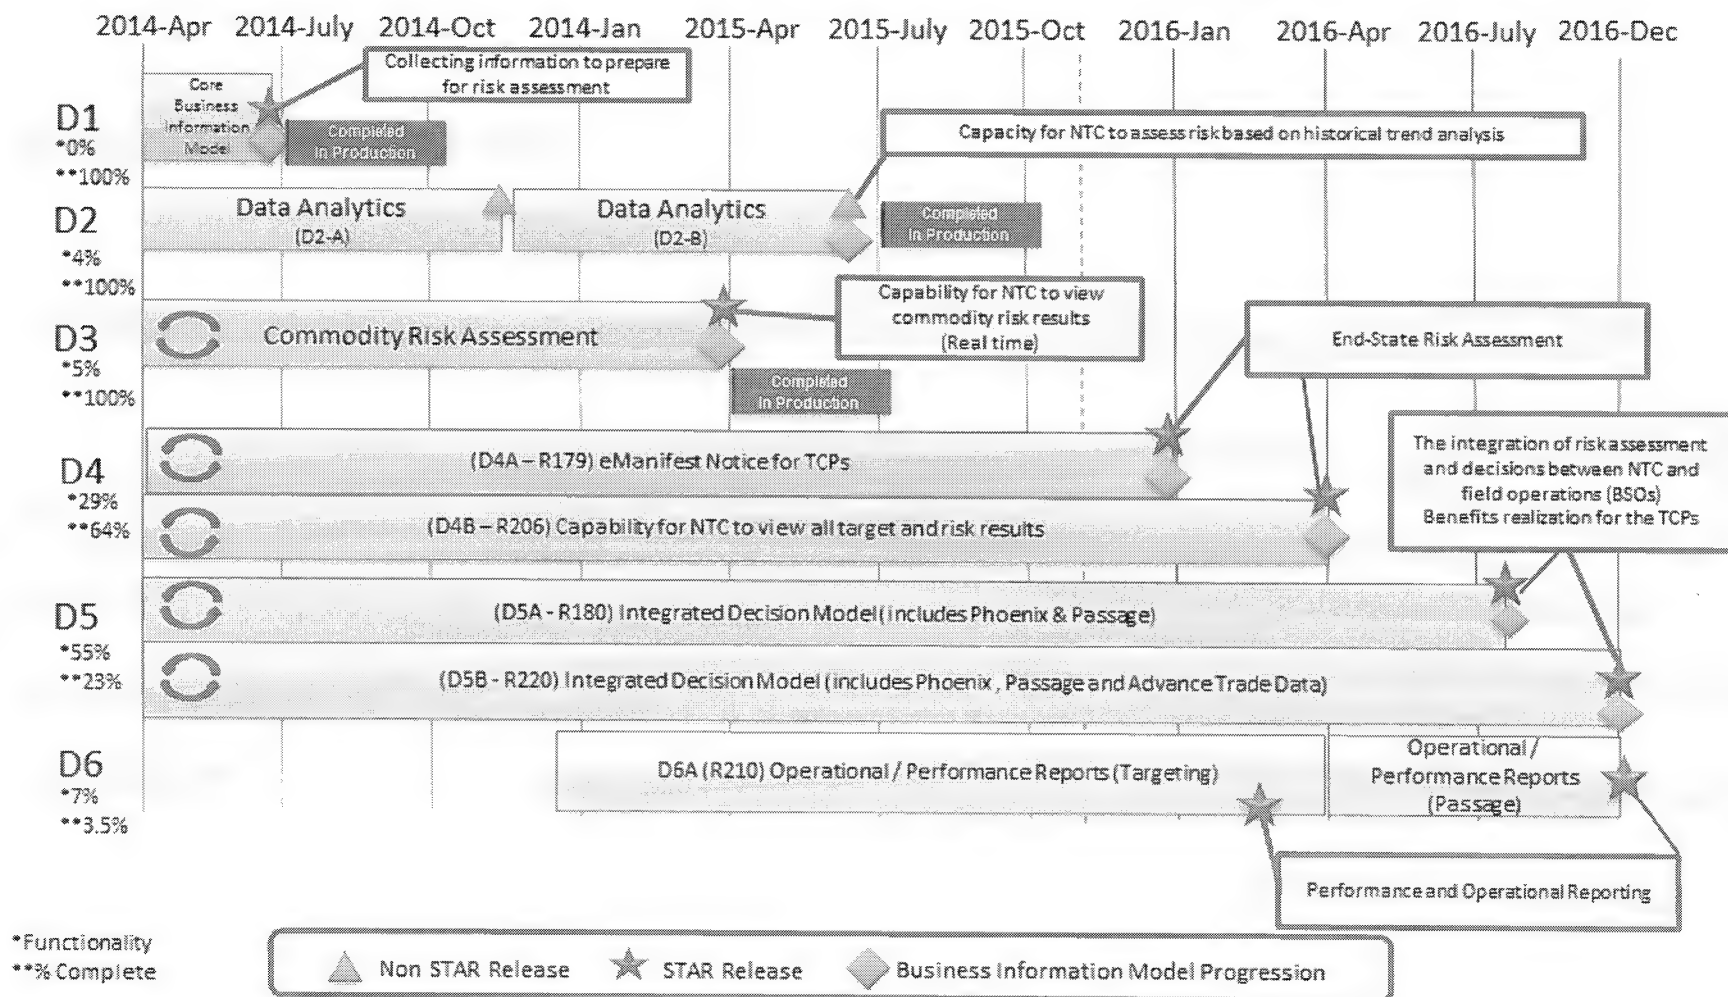 2014-Apr 2014-July 2014-Oct 2014-Jan 2015-Apr 2015-July 2015-Oct 2016-Jan 2016-Apr 2016-July 2016-Dec
Collecting information to prepare
for risk assessment
D1
*0%
**100%
Core
Business
Information
Model
Completed
In Production
Capacity for NTC to assess risk based on historical trend analysis
D2
*4%
**100%
Data Analytics
(D2-A)
Data Analytics
(D2-B)
Completed
In Production
Capability for NTC to view
commodity risk results
(Real time)
D3
*5%
**100%
Commodity Risk Assessment
Completed
In Production
End-State Risk Assessment
D4
*29%
**64%
(D4A – R179) eManifest Notice for TCPs
(D4B – R206) Capability for NTC to view all target and risk results
The integration of risk assessment
and decisions between NTC and
field operations (BSOs)
Benefits realization for the TCPs
D5
*55%
**23%
(D5A - R180) Integrated Decision Model (includes Phoenix & Passage)
(D5B - R220) Integrated Decision Model (includes Phoenix , Passage and Advance Trade Data)
D6
*7%
**3.5%
D6A (R210) Operational / Performance Reports (Targeting)
Operational /
Performance Reports
(Passage)
Performance and Operational Reporting
*Functionality
**% Complete
Non STAR Release
STAR Release
Business Information Model Progression